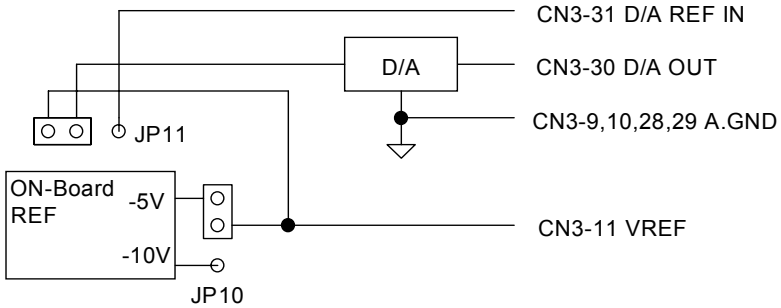 CN3-31 D/A REF IN
D/A
CN3-30 D/A OUT
CN3-9,10,28,29 A.GND
JP11
ON-Board
REF
-5V
-10V
CN3-11 VREF
JP10